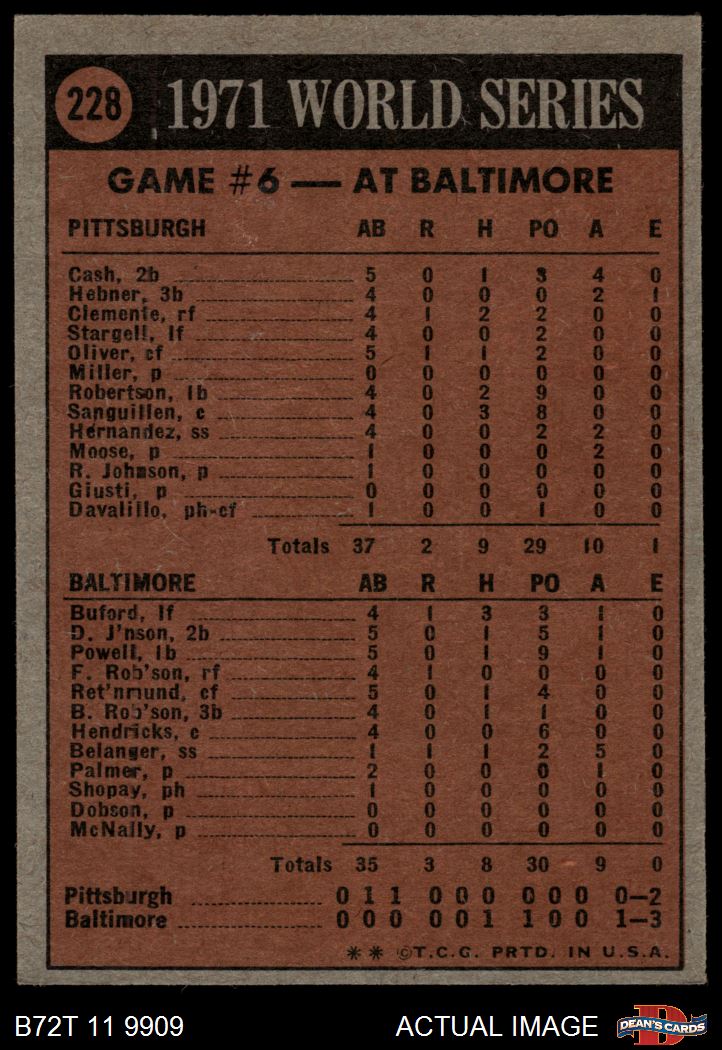 228 1971 WORLD SERIES
GAME #6 — AT BALTIMORE
PITTSBURGH AB R H PO A E
Cash, 2b 5 0 1 3 4 0
Hebner, 3b 4 0 0 0 2 1
Clemente, rf 4 1 2 2 0 0
Stargell, lf 4 0 0 2 0 0
Oliver, cf 5 1 1 2 0 0
Miller, p 0 0 0 0 0 0
Robertson, 1b 4 0 2 9 0 0
Sanguillen, c 4 0 3 8 0 0
Hernandez, ss 4 0 0 2 2 0
Moose, p 1 0 0 0 2 0
R. Johnson, p 1 0 0 0 0 0
Giusti, p 0 0 0 0 0 0
Davalillo, ph-cf 1 0 0 1 0 0
Totals 37 2 9 29 10 1
BALTIMORE AB R H PO A E
Buford, lf 4 1 3 3 1 0
D. J'nson, 2b 5 0 1 5 1 0
Powell, 1b 5 0 1 9 1 0
F. Rob'son, rf 4 1 0 0 0 0
Ret'nmund, cf 5 0 1 4 0 0
B. Rob'son, 3b 4 0 1 1 0 0
Hendricks, c 4 0 0 6 0 0
Belanger, ss 1 1 1 2 5 0
Palmer, p 2 0 0 0 1 0
Shopay, ph 1 0 0 0 0 0
Dobson, p 0 0 0 0 0 0
McNally, p 0 0 0 0 0 0
Totals 35 3 8 30 9 0
Pittsburgh 0 1 1 0 0 0 0 0 0 0—2
Baltimore 0 0 0 0 0 1 1 0 0 1—3
** ©T.C.G. PRTD. IN U.S.A.
B72T 11 9909 ACTUAL IMAGE DEAN'S CARDS